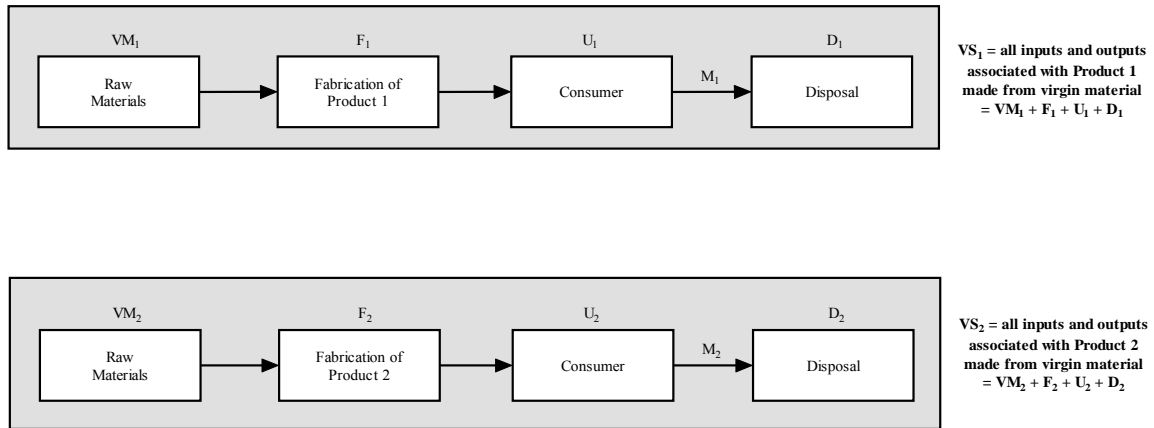 VM₁
F₁
U₁
D₁
Raw
Materials
Fabrication of
Product 1
Consumer
M₁
Disposal
VS₁ = all inputs and outputs
associated with Product 1
made from virgin material
= VM₁ + F₁ + U₁ + D₁
VM₂
F₂
U₂
D₂
Raw
Materials
Fabrication of
Product 2
Consumer
M₂
Disposal
VS₂ = all inputs and outputs
associated with Product 2
made from virgin material
= VM₂ + F₂ + U₂ + D₂